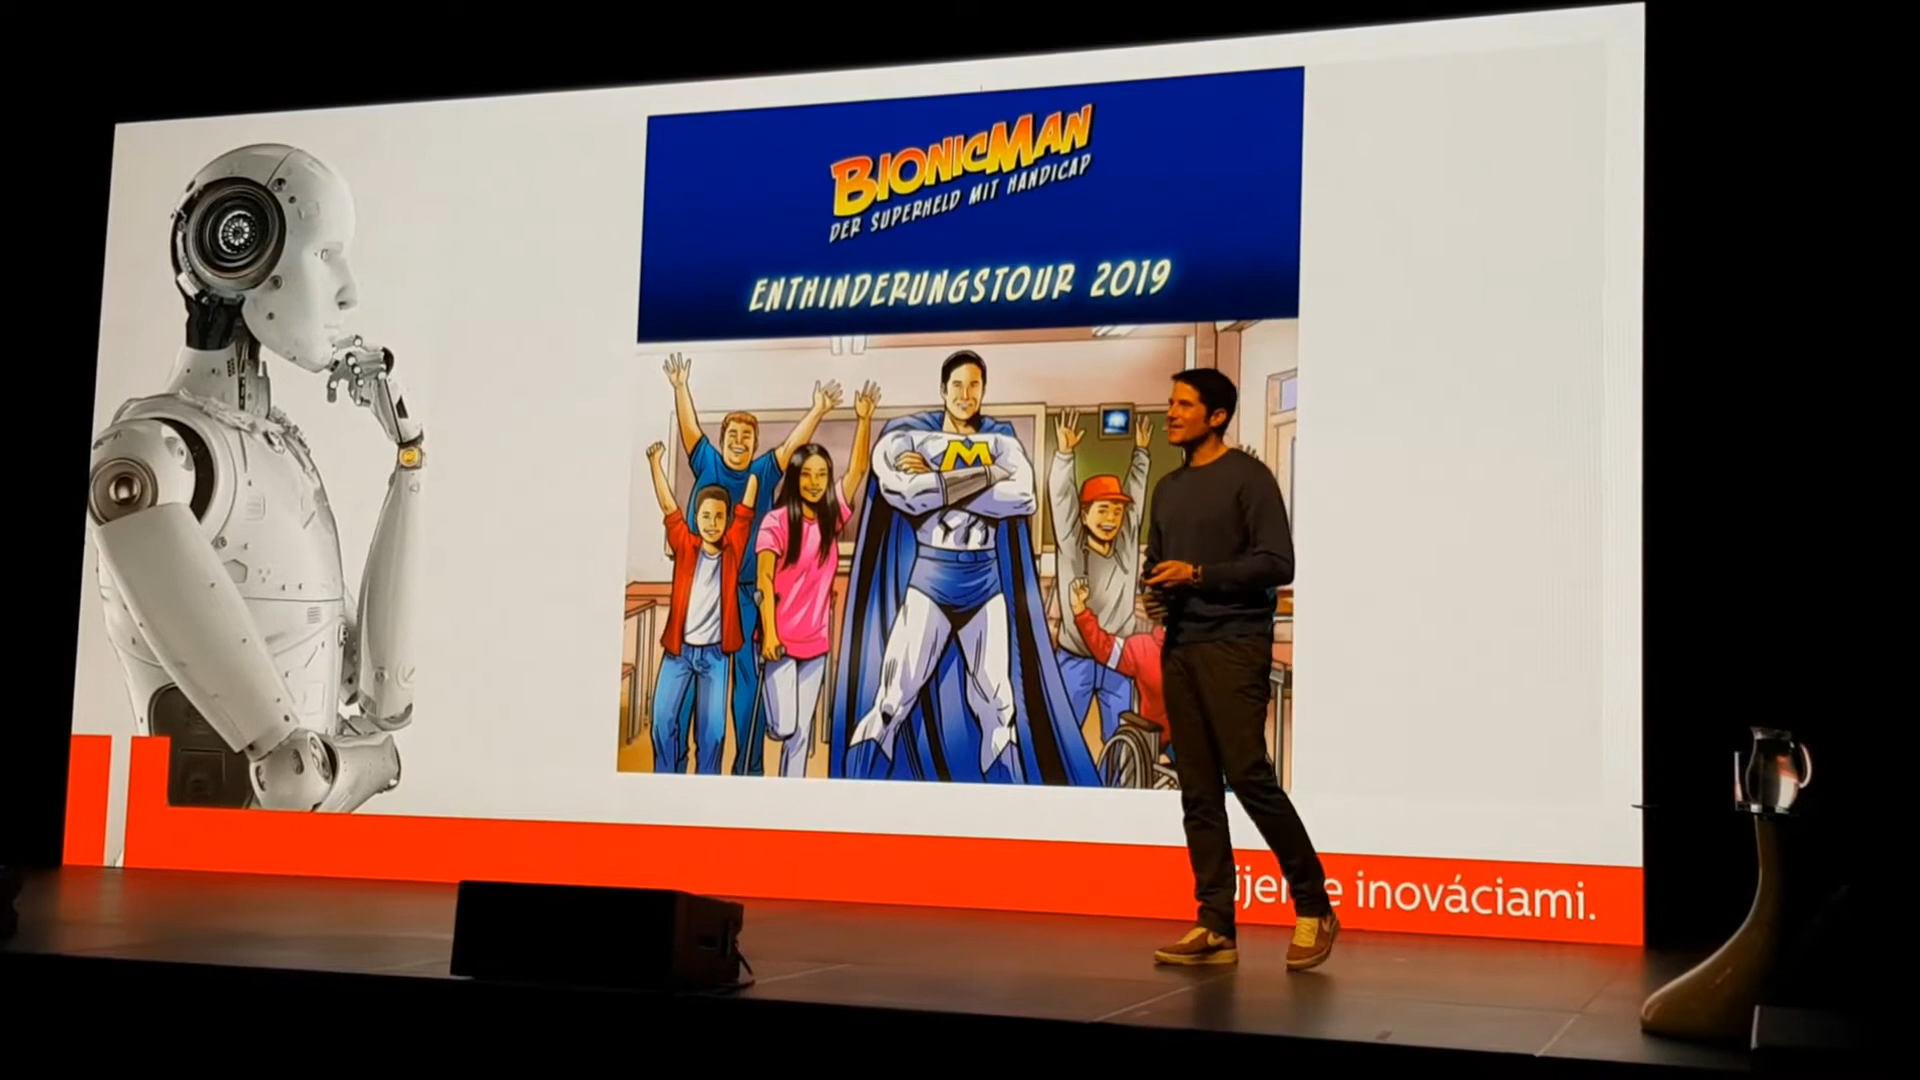 BIONICMAN
DER SUPERHELD MIT HANDICAP
ENTHINDERUNGSTOUR 2019
M
inováciami.